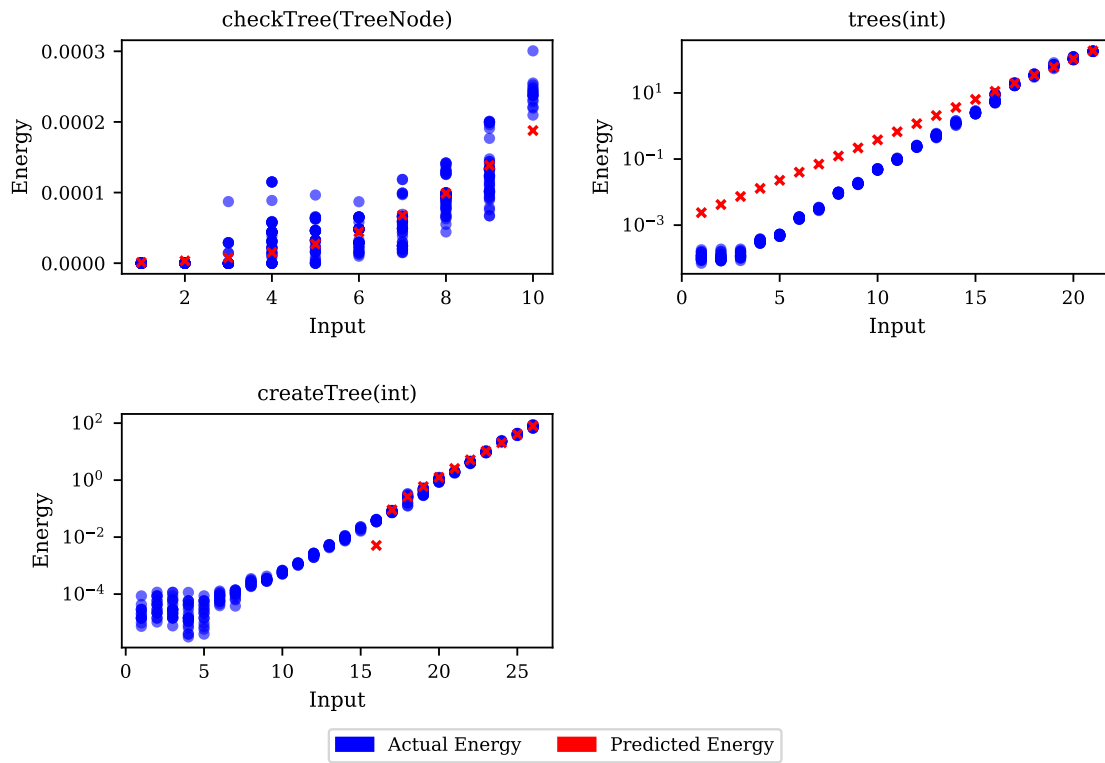 checkTree(TreeNode)
0.0003
0.0002
0.0001
0.0000
Energy
2 4 6 8 10
Input
trees(int)
10^1
10^−1
10^−3
Energy
0 5 10 15 20
Input
createTree(int)
10^2
10^0
10^−2
10^−4
Energy
0 5 10 15 20 25
Input
Actual Energy Predicted Energy